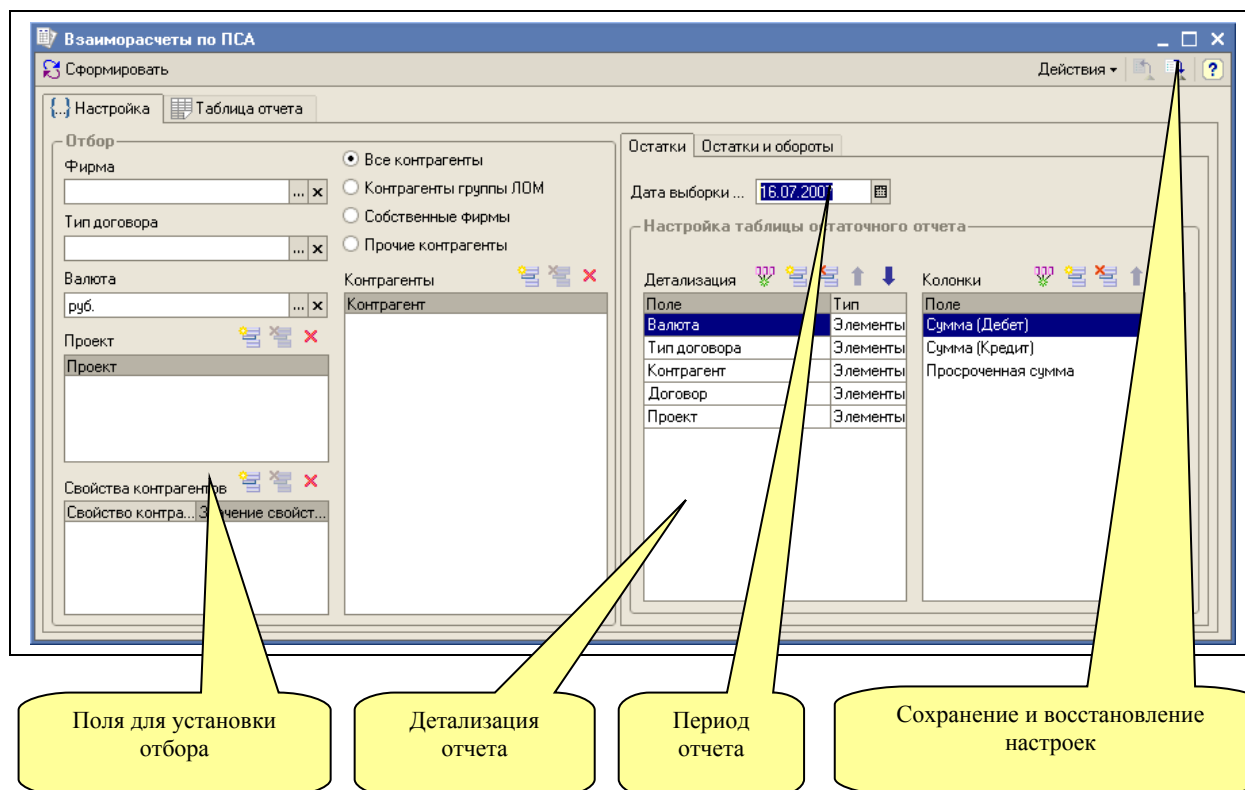 Взаиморасчеты по ПСА
Сформировать
Действия
Настройка
Таблица отчета
Отбор
Фирма
Тип договора
Валюта
руб.
Проект
Проект
Свойства контрагентов
Свойство контра... Значение свойст...
Все контрагенты
Контрагенты группы ЛОМ
Собственные фирмы
Прочие контрагенты
Контрагенты
Контрагент
Остатки
Остатки и обороты
Дата выборки ...
16.07.2007
Настройка таблицы остаточного отчета
Детализация
Поле Тип
Валюта Элементы
Тип договора Элементы
Контрагент Элементы
Договор Элементы
Проект Элементы
Колонки
Поле
Сумма (Дебет)
Сумма (Кредит)
Просроченная сумма
Поля для установки
отбора
Детализация
отчета
Период
отчета
Сохранение и восстановление
настроек